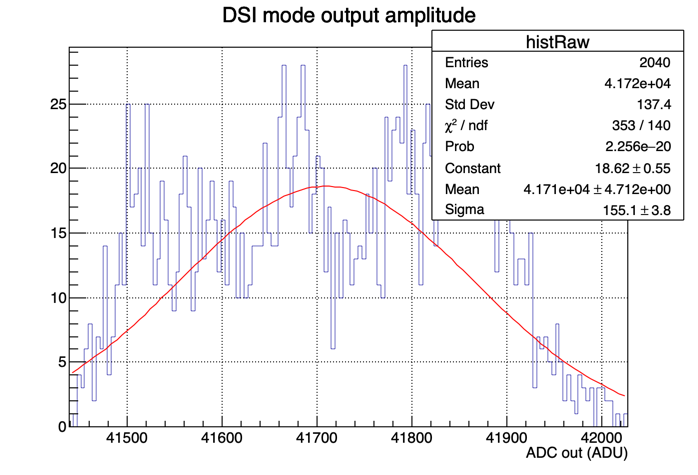 DSI mode output amplitude
histRaw
Entries 2040
Mean 4.172e+04
Std Dev 137.4
χ² / ndf 353 / 140
Prob 2.256e−20
Constant 18.62 ± 0.55
Mean 4.171e+04 ± 4.712e+00
Sigma 155.1 ± 3.8
25
20
15
10
5
0
41500 41600 41700 41800 41900 42000
ADC out (ADU)